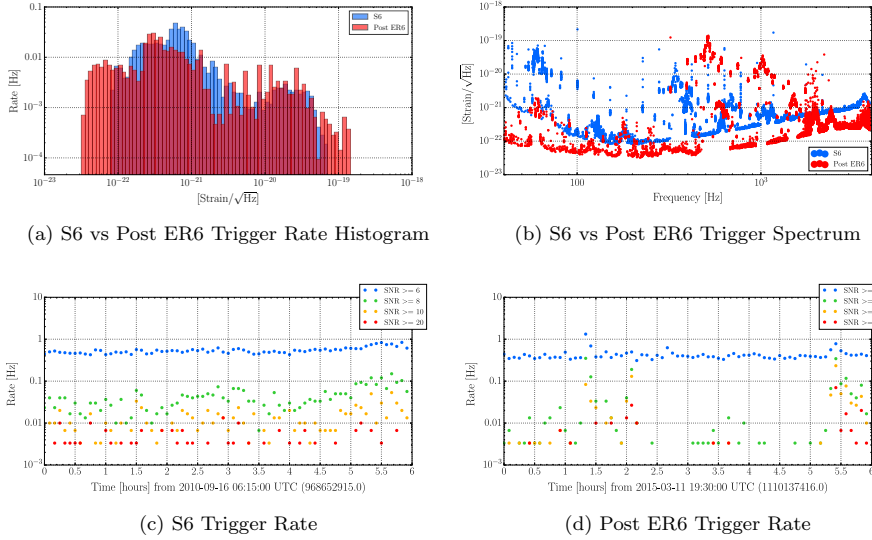 S6
Post ER6
0.1
0.01
10⁻³
10⁻⁴
Rate [Hz]
10⁻²³ 10⁻²² 10⁻²¹ 10⁻²⁰ 10⁻¹⁹ 10⁻¹⁸
[Strain/√Hz]
(a) S6 vs Post ER6 Trigger Rate Histogram
10⁻¹⁸
10⁻¹⁹
10⁻²⁰
10⁻²¹
10⁻²²
10⁻²³
[Strain/√Hz]
S6
Post ER6
100 10³
Frequency [Hz]
(b) S6 vs Post ER6 Trigger Spectrum
SNR >= 6
SNR >= 8
SNR >= 10
SNR >= 20
10
1
0.1
0.01
10⁻³
Rate [Hz]
0 0.5 1 1.5 2 2.5 3 3.5 4 4.5 5 5.5 6
Time [hours] from 2010-09-16 06:15:00 UTC (968652915.0)
(c) S6 Trigger Rate
SNR >=
SNR >=
SNR >=
SNR >=
10
1
0.1
0.01
10⁻³
Rate [Hz]
0 0.5 1 1.5 2 2.5 3 3.5 4 4.5 5 5.5 6
Time [hours] from 2015-03-11 19:30:00 UTC (1110137416.0)
(d) Post ER6 Trigger Rate